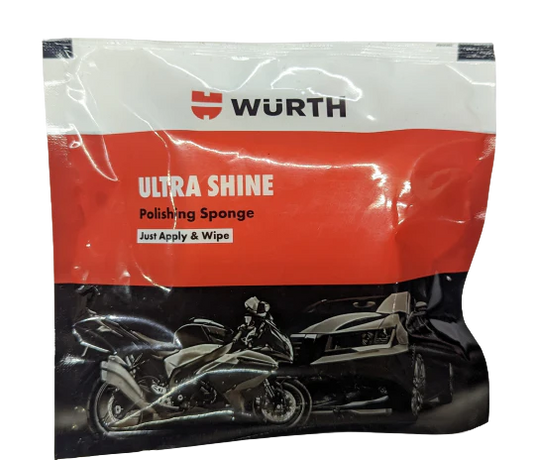 WÜRTH
ULTRA SHINE
Polishing Sponge
Just Apply & Wipe